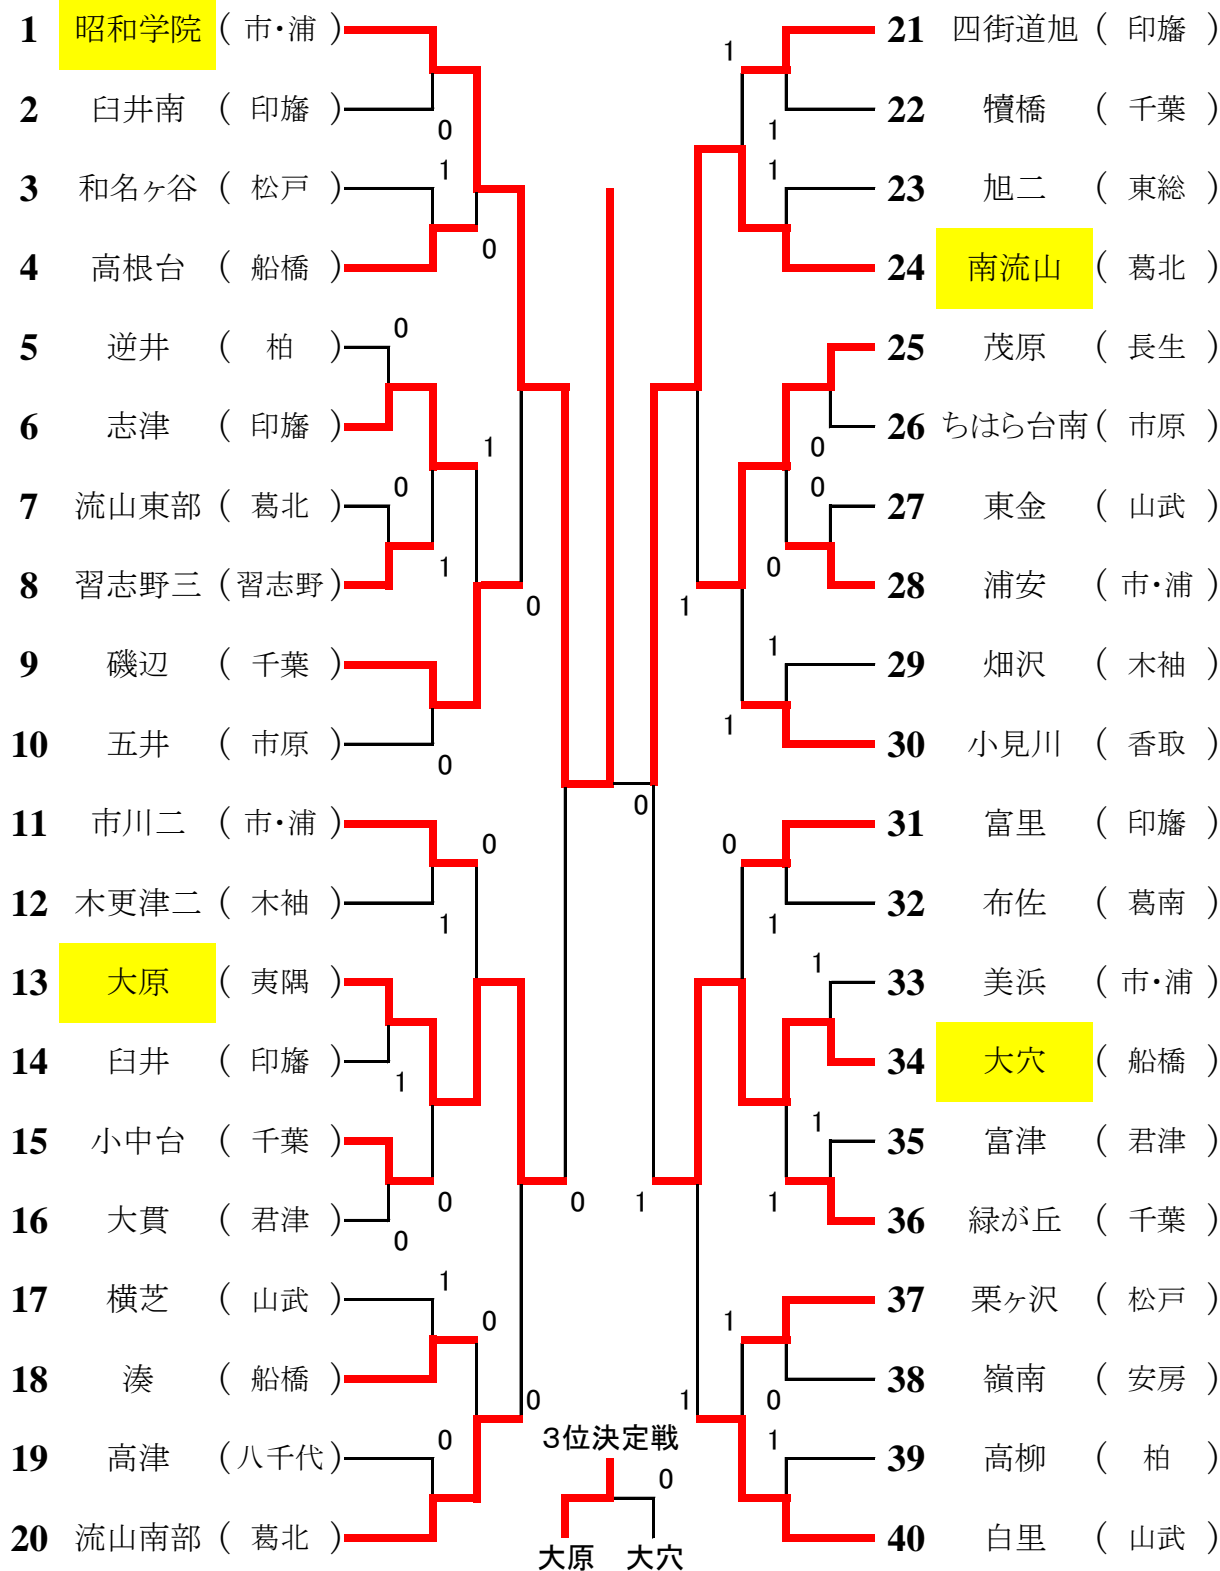 1 昭和学院 ( 市・浦 )
2 臼井南 ( 印旛 )
0
1
3 和名ヶ谷 ( 松戸 )
0
4 高根台 ( 船橋 )
0
5 逆井 ( 柏 )
6 志津 ( 印旛 )
1
0
7 流山東部 ( 葛北 )
1
8 習志野三 ( 習志野 )
0
9 磯辺 ( 千葉 )
10 五井 ( 市原 )
0
11 市川二 ( 市・浦 )
0
12 木更津二 ( 木袖 )
1
13 大原 ( 夷隅 )
14 臼井 ( 印旛 )
1
15 小中台 ( 千葉 )
0
0
16 大貫 ( 君津 )
0
1
17 横芝 ( 山武 )
0
18 湊 ( 船橋 )
0
0
19 高津 ( 八千代 )
20 流山南部 ( 葛北 )
0
21 四街道旭 ( 印旛 )
1
22 犢橋 ( 千葉 )
1
1
23 旭二 ( 東総 )
24 南流山 ( 葛北 )
25 茂原 ( 長生 )
26 ちはら台南 ( 市原 )
0
0
27 東金 ( 山武 )
0
28 浦安 ( 市・浦 )
1
1
29 畑沢 ( 木袖 )
1
30 小見川 ( 香取 )
31 富里 ( 印旛 )
0
32 布佐 ( 葛南 )
1
1
33 美浜 ( 市・浦 )
34 大穴 ( 船橋 )
1
35 富津 ( 君津 )
1
1
36 緑が丘 ( 千葉 )
37 栗ヶ沢 ( 松戸 )
1
38 嶺南 ( 安房 )
0
1
1
39 高柳 ( 柏 )
40 白里 ( 山武 )
3位決定戦
0
大原 大穴